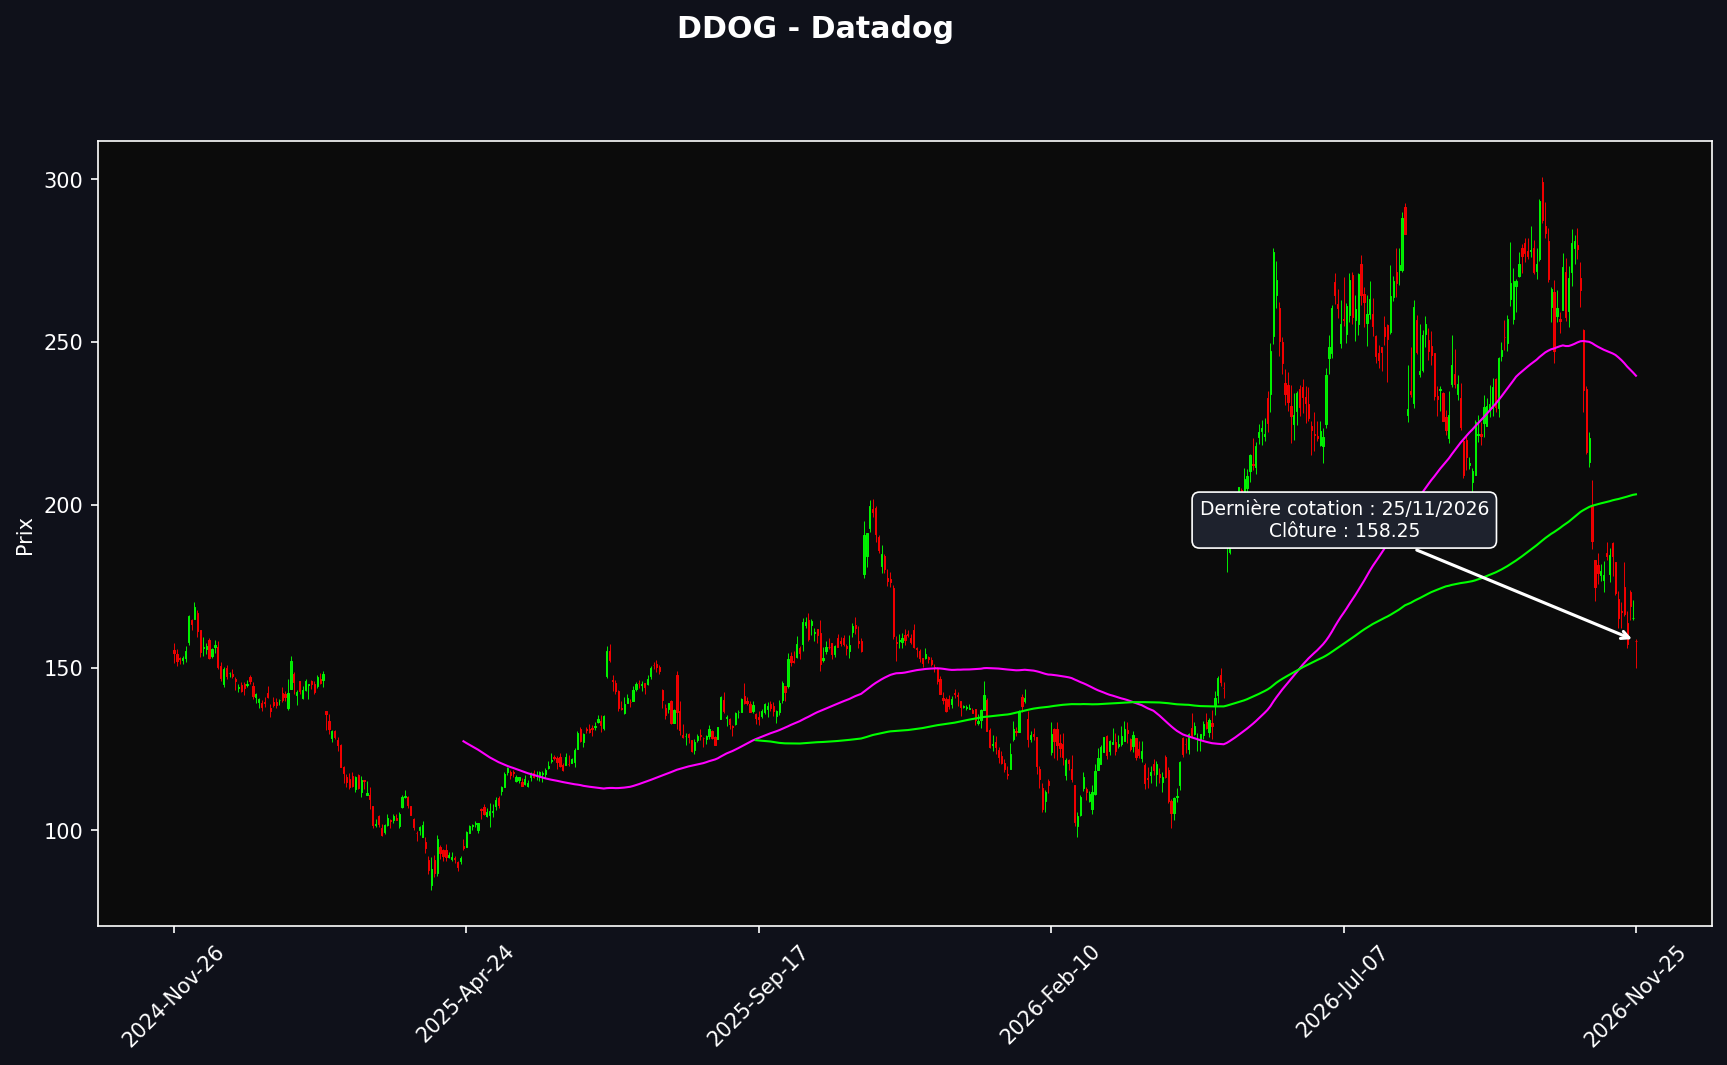 DDOG - Datadog
300
250
200
150
100
Prix
Dernière cotation : 25/11/2026
Clôture : 158.25
2024-Nov-26
2025-Apr-24
2025-Sep-17
2026-Feb-10
2026-Jul-07
2026-Nov-25